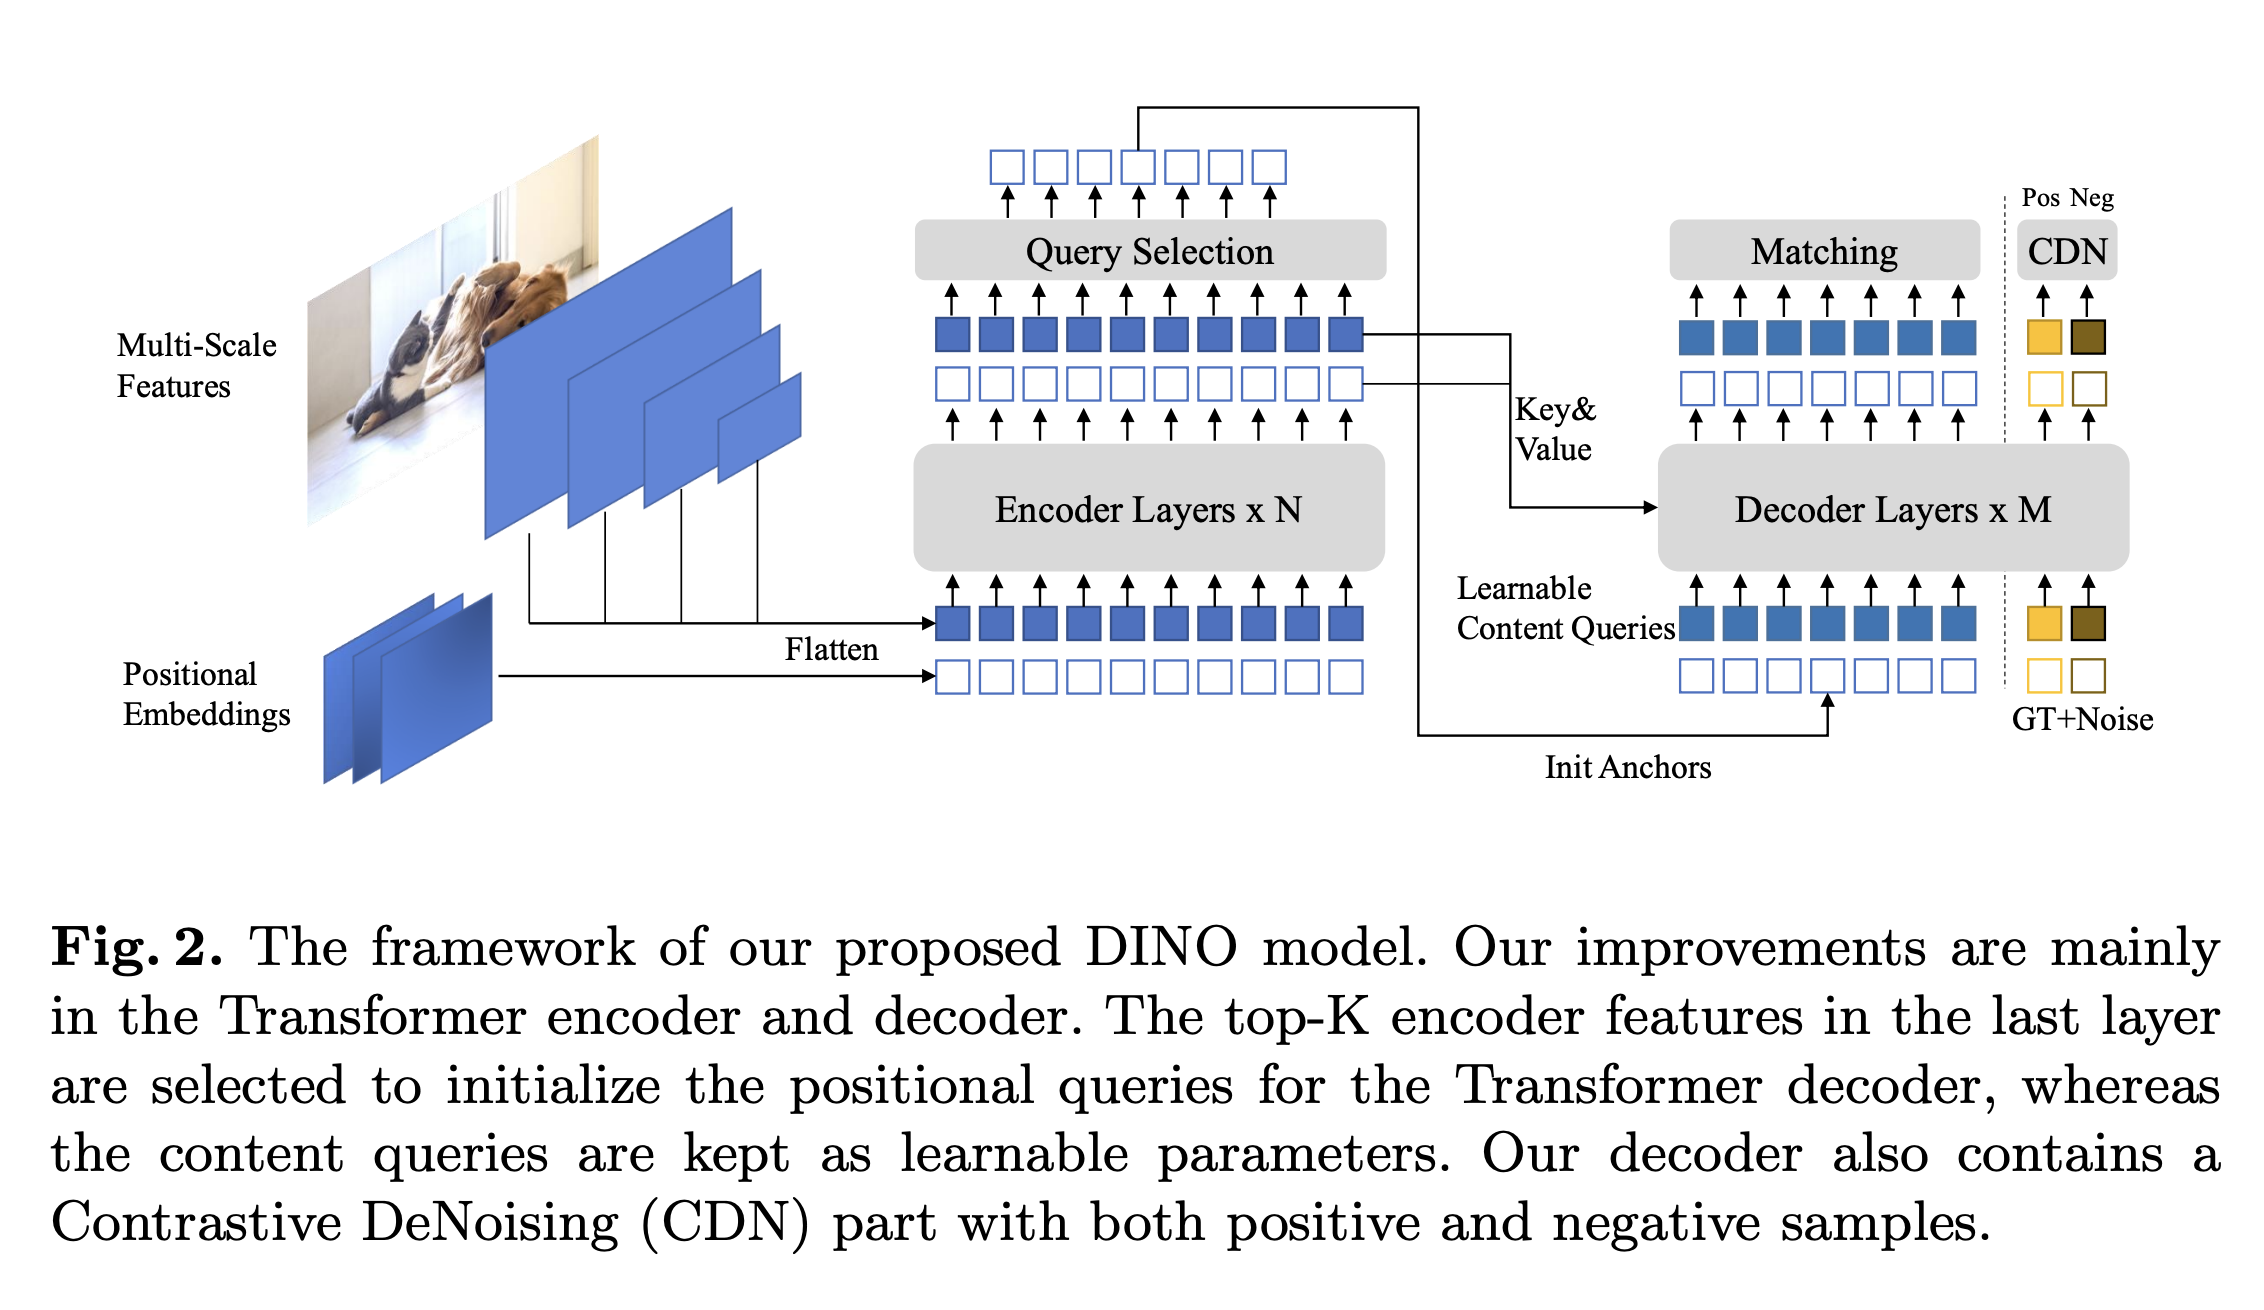 Multi-Scale
Features
Positional
Embeddings
Flatten
Query Selection
Encoder Layers x N
Key&
Value
Learnable
Content Queries
Init Anchors
Matching
Pos Neg
CDN
Decoder Layers x M
GT+Noise
Fig. 2. The framework of our proposed DINO model. Our improvements are mainly
in the Transformer encoder and decoder. The top-K encoder features in the last layer
are selected to initialize the positional queries for the Transformer decoder, whereas
the content queries are kept as learnable parameters. Our decoder also contains a
Contrastive DeNoising (CDN) part with both positive and negative samples.